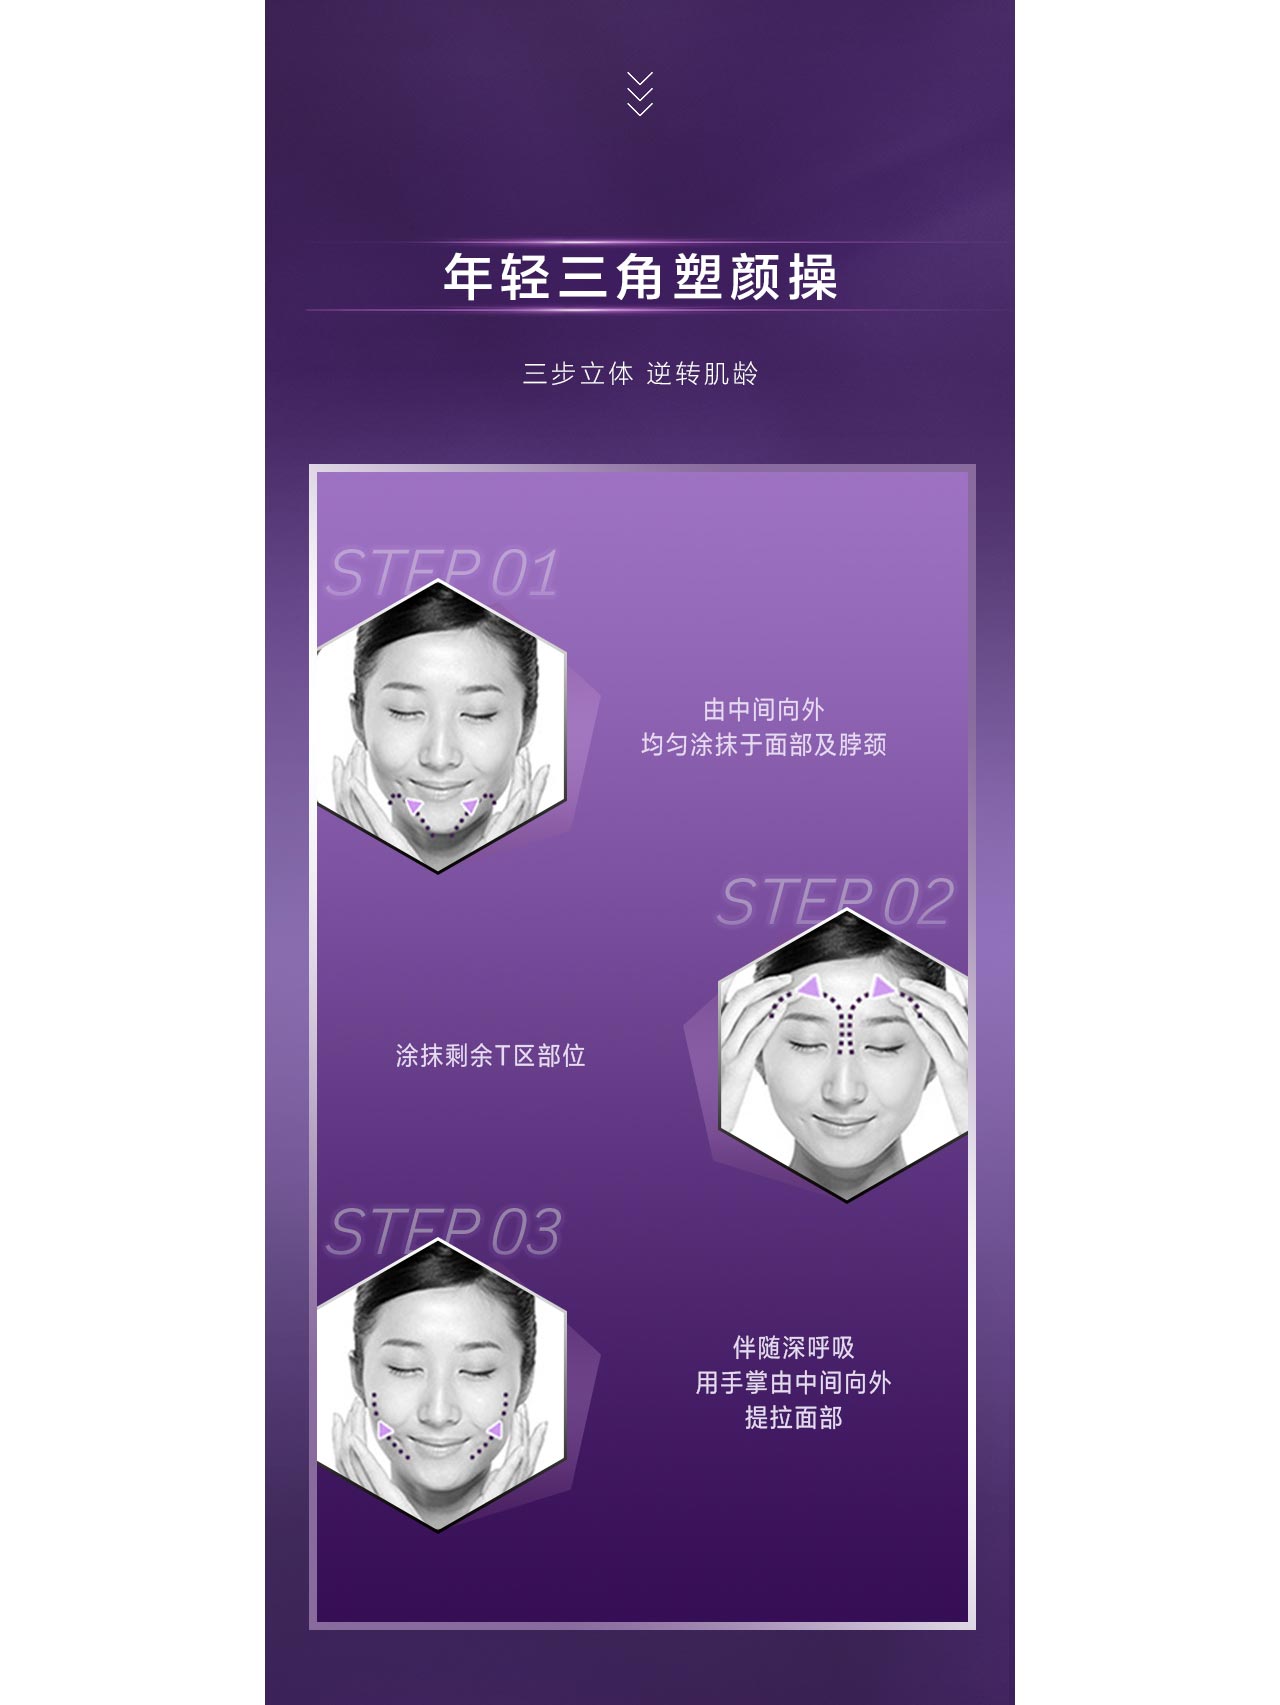 年轻三角塑颜操
三步立体 逆转肌龄
STEP 01
由中间向外
均匀涂抹于面部及脖颈
STEP 02
涂抹剩余T区部位
STEP 03
伴随深呼吸
用手掌由中间向外
提拉面部